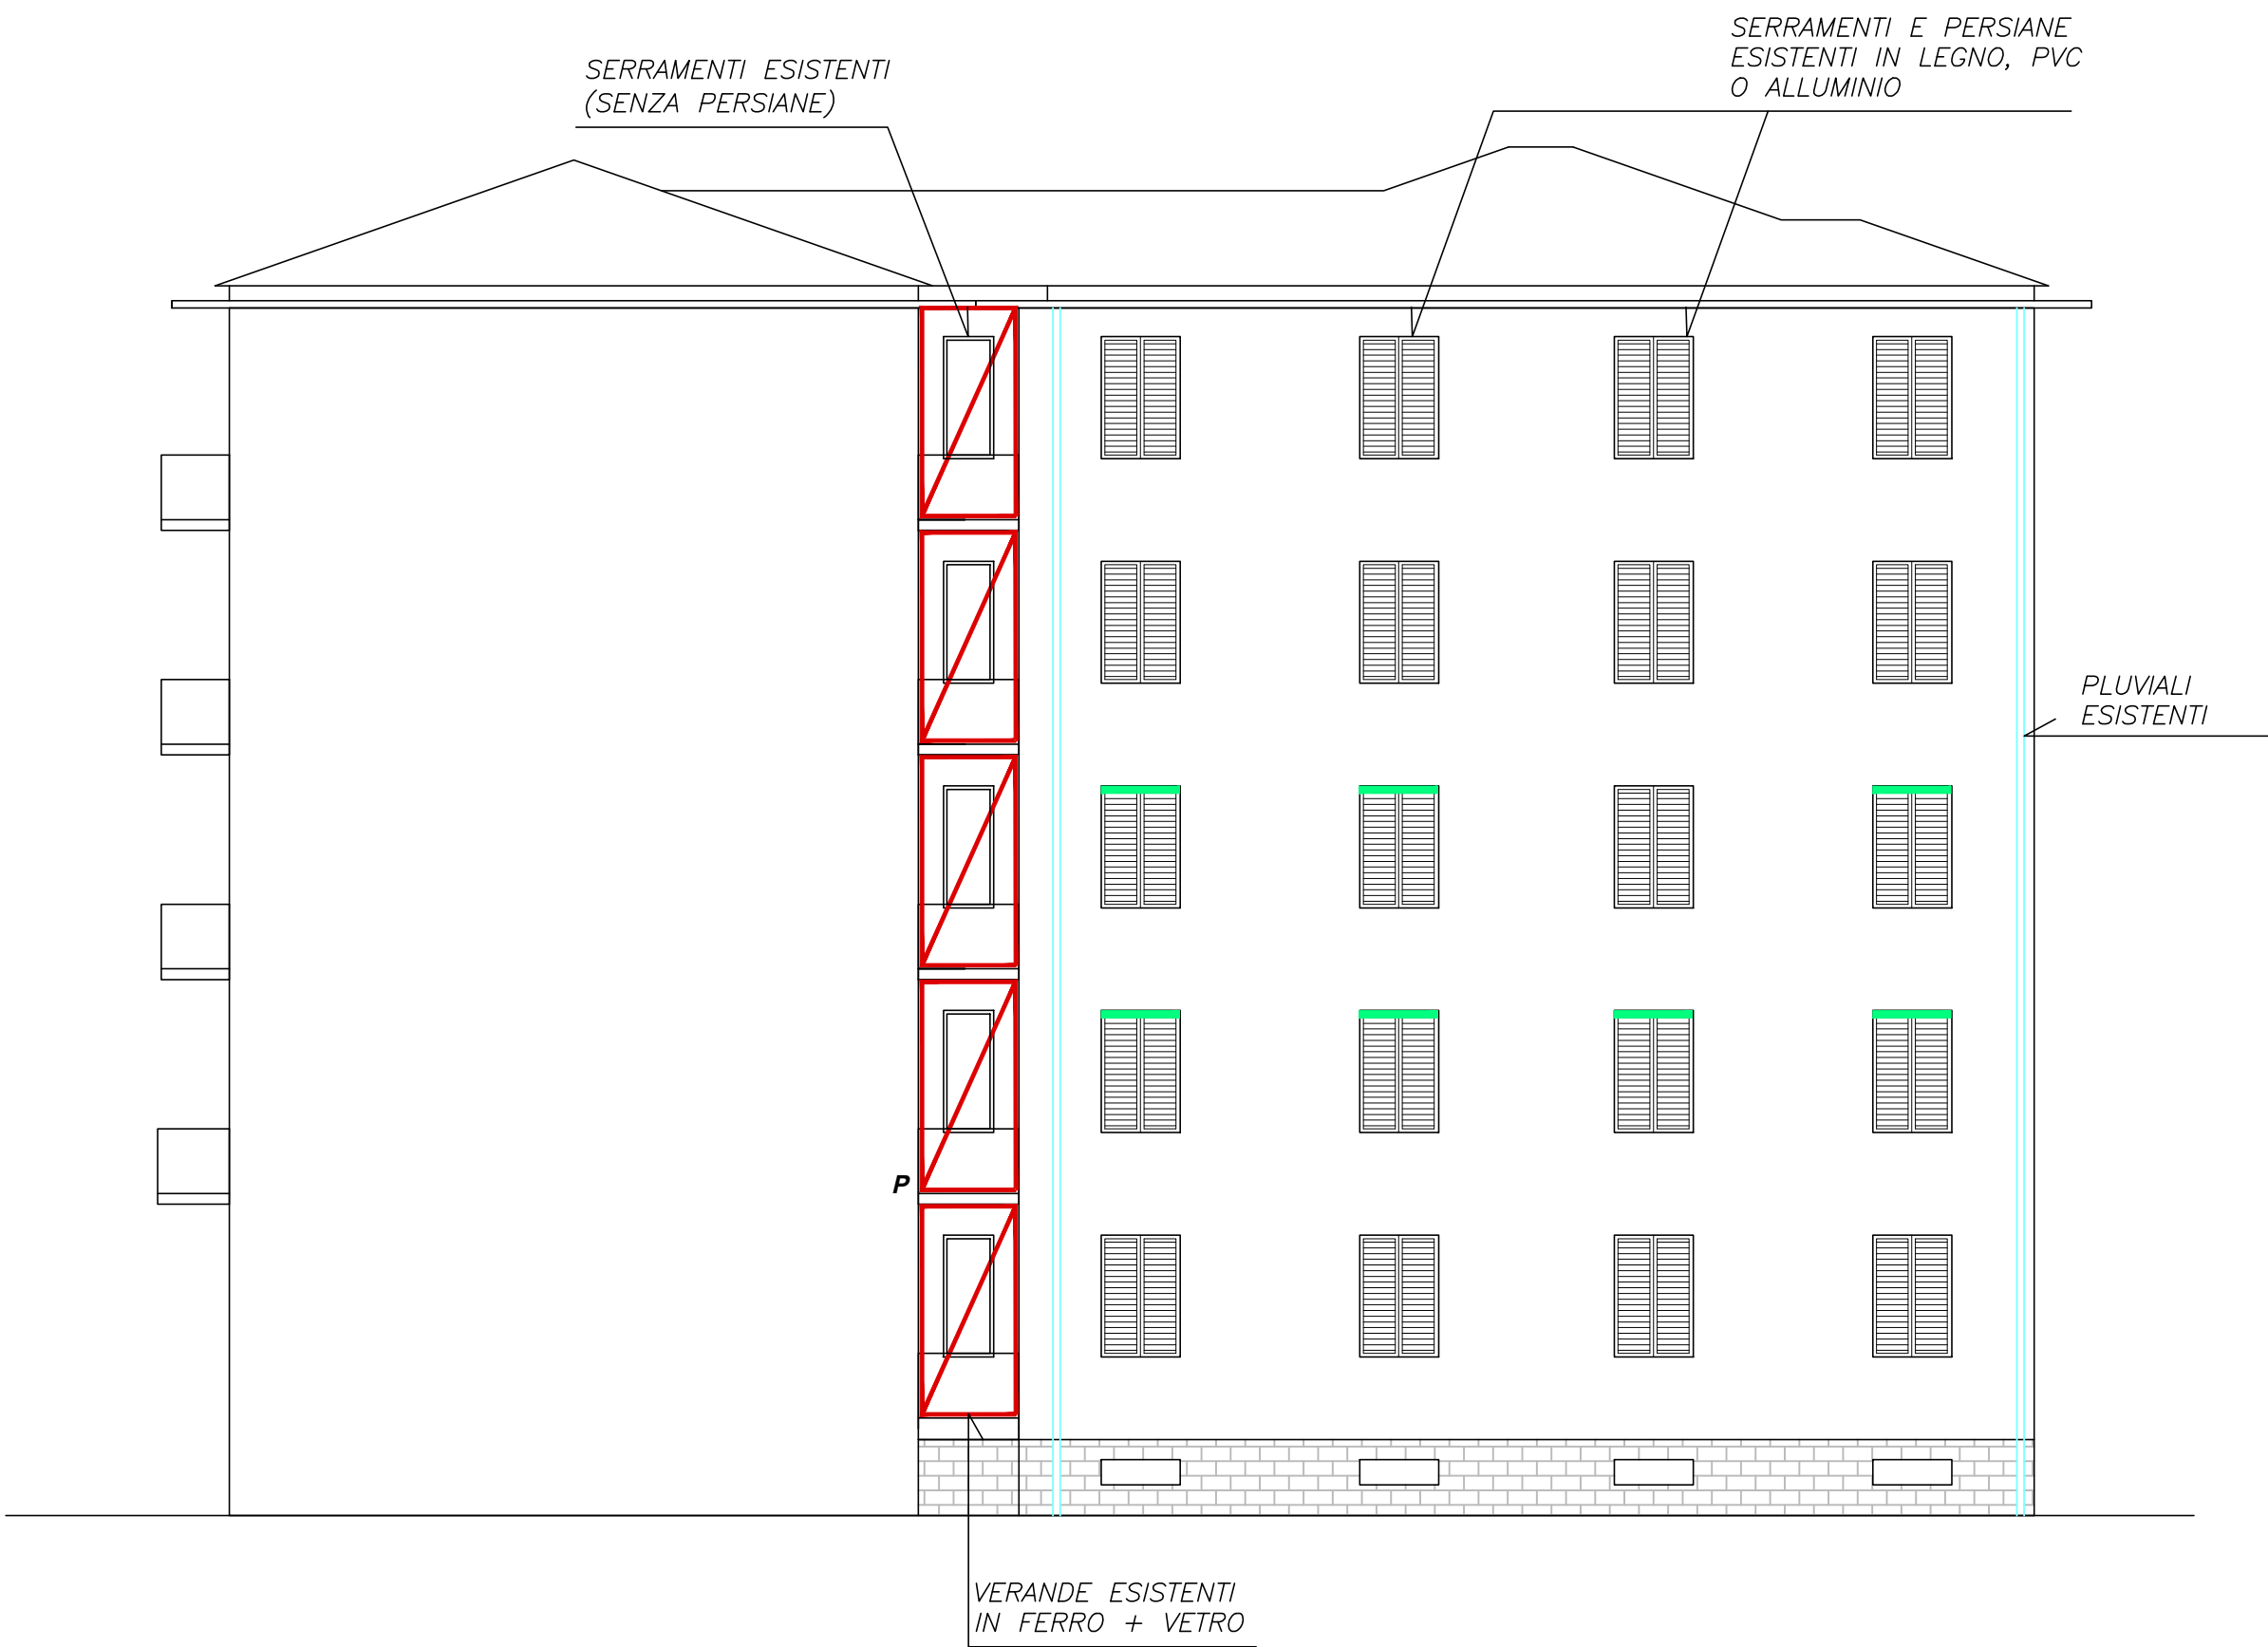 SERRAMENTI E PERSIANE
ESISTENTI IN LEGNO, PVC
O ALLUMINIO
SERRAMENTI ESISTENTI
(SENZA PERSIANE)
PLUVIALI
ESISTENTI
P
VERANDE ESISTENTI
IN FERRO + VETRO